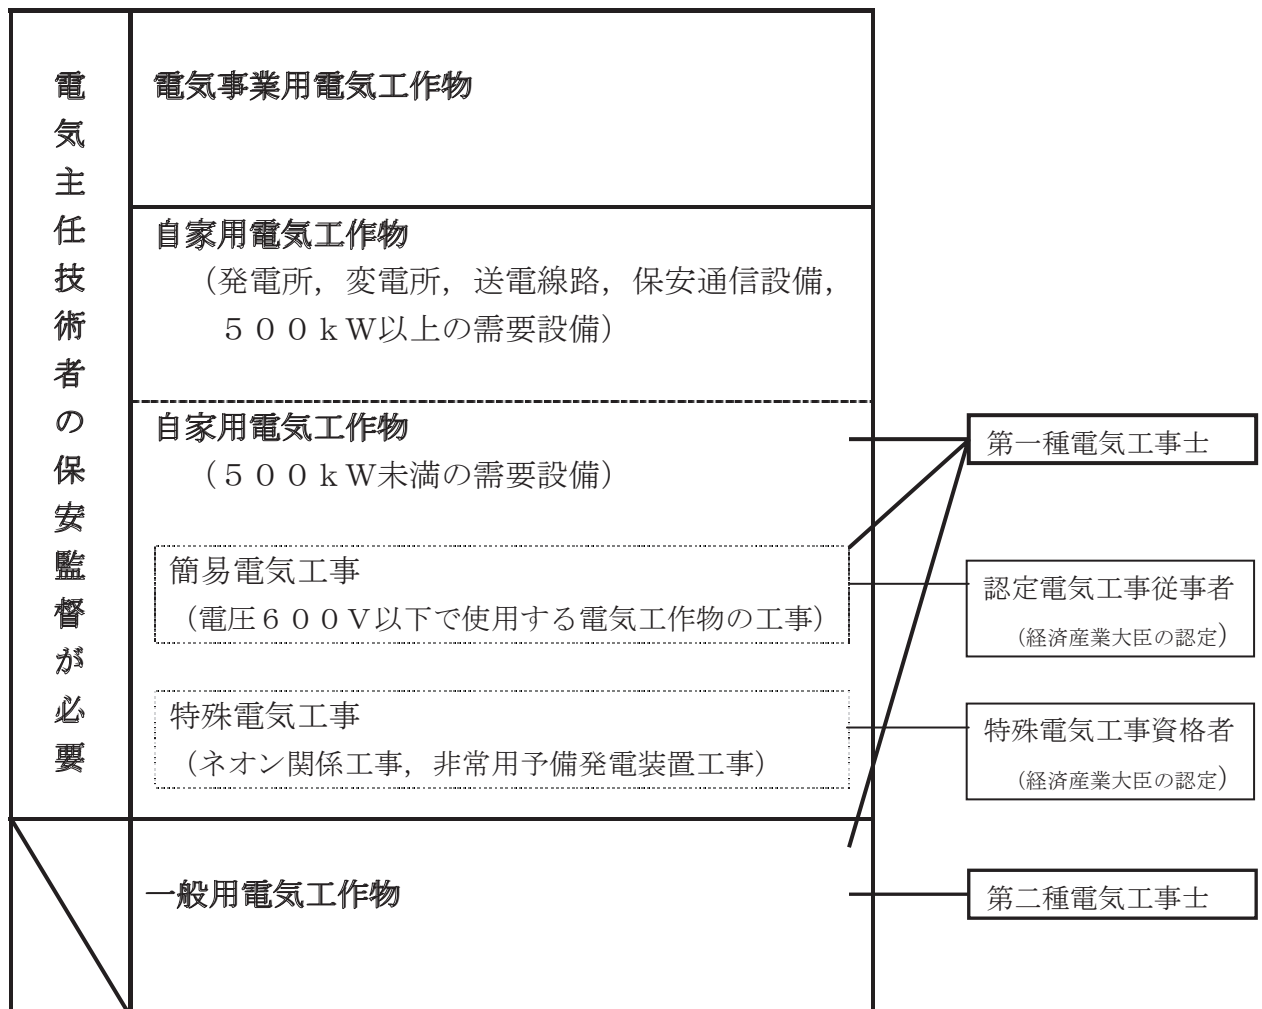 電気主任技術者の保安監督が必要
電気事業用電気工作物
自家用電気工作物
（発電所，変電所，送電線路，保安通信設備，
５００ｋＷ以上の需要設備）
自家用電気工作物
（５００ｋＷ未満の需要設備）
簡易電気工事
（電圧６００Ｖ以下で使用する電気工作物の工事）
特殊電気工事
（ネオン関係工事，非常用予備発電装置工事）
一般用電気工作物
第一種電気工事士
認定電気工事従事者
（経済産業大臣の認定）
特殊電気工事資格者
（経済産業大臣の認定）
第二種電気工事士